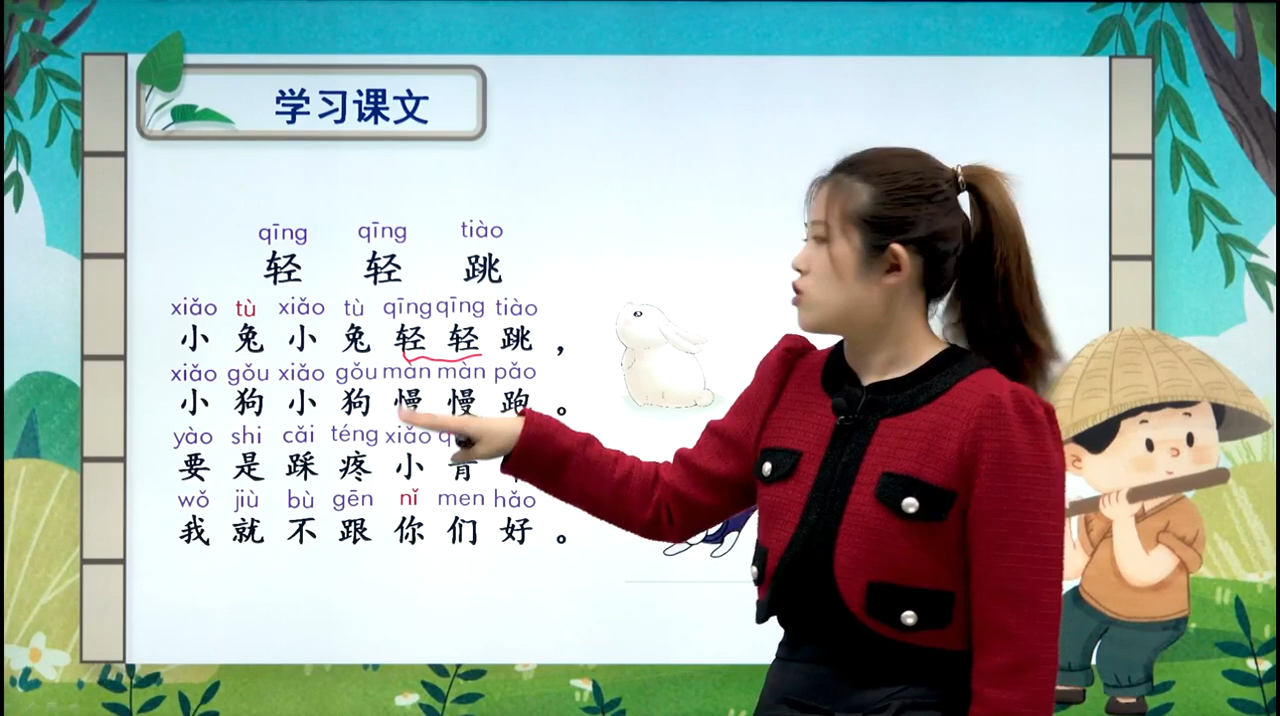 学习课文
qīng qīng tiào
轻 轻 跳
xiǎo tù xiǎo tù qīng qīng tiào
小 兔 小 兔 轻 轻 跳 ，
xiǎo gǒu xiǎo gǒu màn màn pǎo
小 狗 小 狗 慢 慢 跑 。
yào shi cǎi téng xiǎo
要 是 踩 疼 小 青
wǒ jiù bù gēn nǐ men hǎo
我 就 不 跟 你 们 好 。